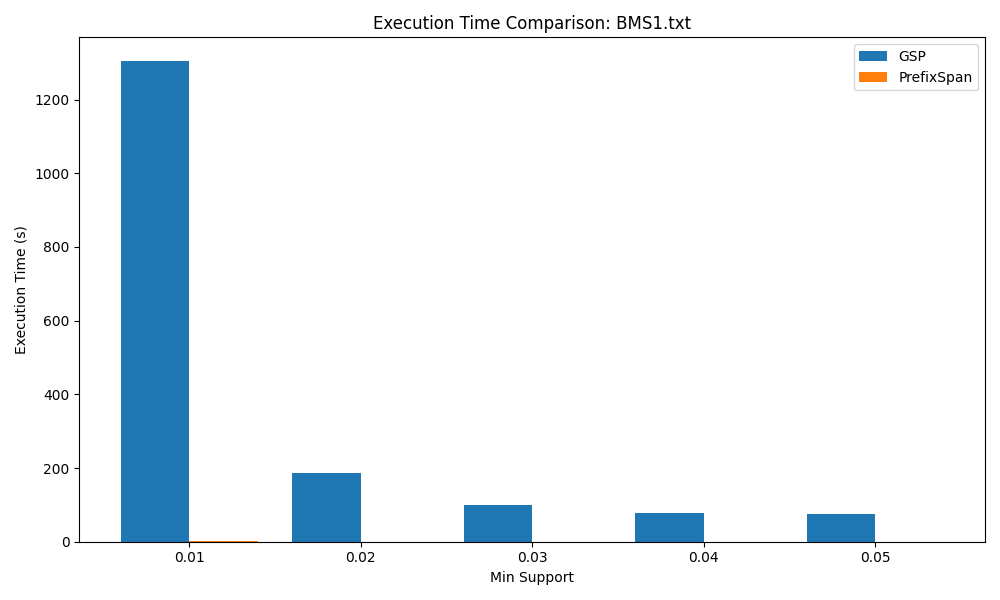 Execution Time Comparison: BMS1.txt
GSP
PrefixSpan
Execution Time (s)
1200
1000
800
600
400
200
0
0.01 0.02 0.03 0.04 0.05
Min Support